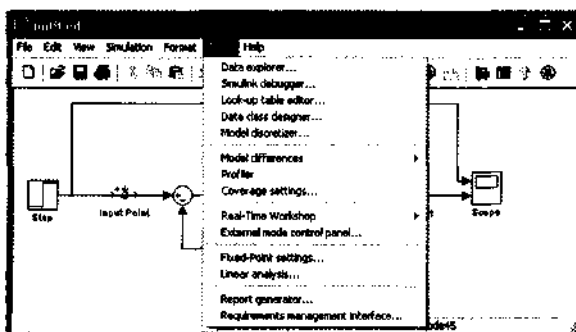 untitled
File Edit View Simulation Format Help
Data explorer...
Simulink debugger...
Look-up table editor...
Data class designer...
Model discretizer...
Model differences
Profiler
Coverage settings...
Real-Time Workshop
External mode control panel...
Fixed-Point settings...
Linear analysis...
Report generator...
Requirements management interface...
Step
Input Point
Scope
ode45